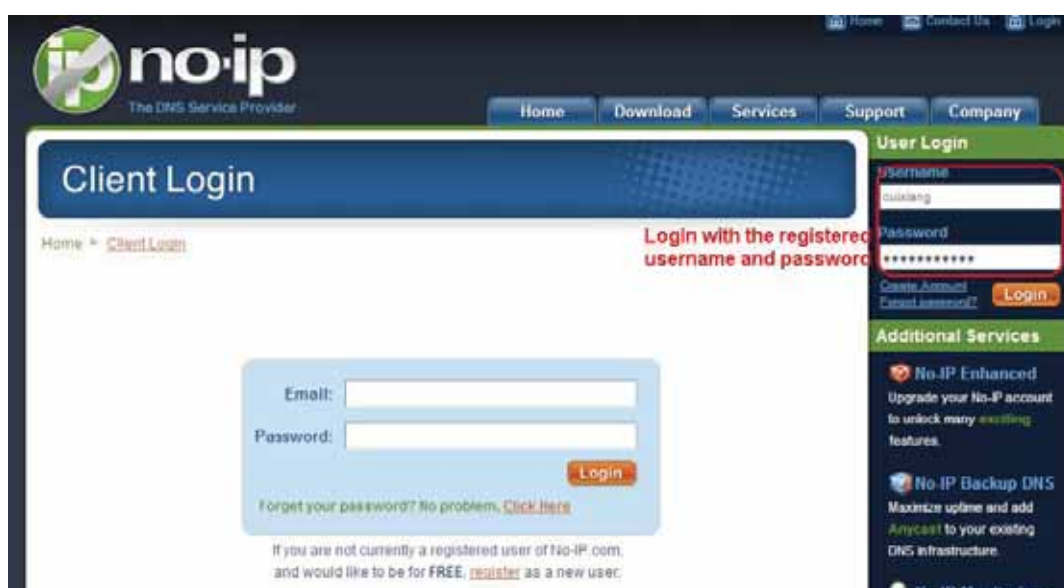 Home Contact Us Login
ip no·ip
The DNS Service Provider
Home Download Services Support Company
User Login
Username
cuixiang
Password
***********
Create Account
Forgot password?
Login
Client Login
Home Client Login
Login with the registered
username and password
Email:
Password:
Login
Forget your password? No problem, Click Here
If you are not currently a registered user of No-IP.com,
and would like to be for FREE, register as a new user.
Additional Services
No-IP Enhanced
Upgrade your No-IP account
to unlock many exciting
features.
No-IP Backup DNS
Maximize uptime and add
Anycast to your existing
DNS infrastructure.